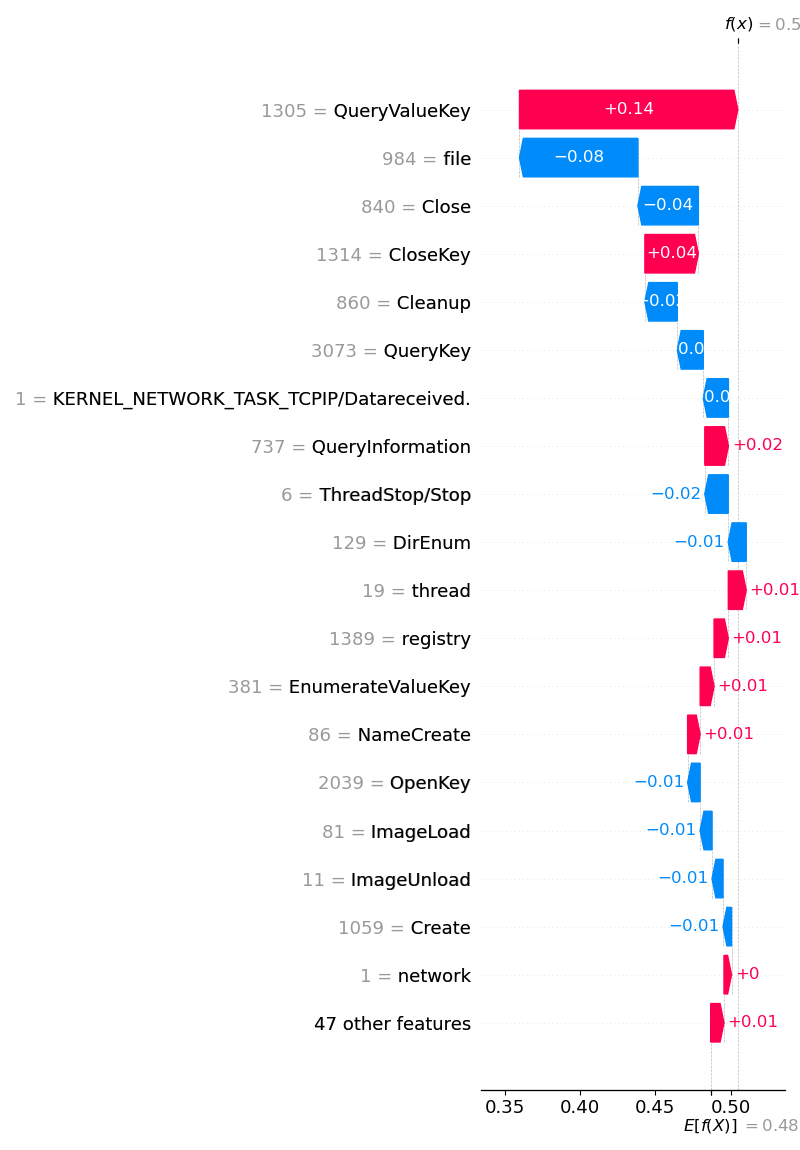 f(x) = 0.5
1305 = QueryValueKey +0.14
984 = file −0.08
840 = Close −0.04
1314 = CloseKey +0.04
860 = Cleanup
3073 = QueryKey
1 = KERNEL_NETWORK_TASK_TCPIP/Datareceived.
737 = QueryInformation +0.02
6 = ThreadStop/Stop −0.02
129 = DirEnum −0.01
19 = thread +0.01
1389 = registry +0.01
381 = EnumerateValueKey +0.01
86 = NameCreate +0.01
2039 = OpenKey −0.01
81 = ImageLoad −0.01
11 = ImageUnload −0.01
1059 = Create −0.01
1 = network +0
47 other features +0.01
0.35 0.40 0.45 0.50
E[f(X)] = 0.48